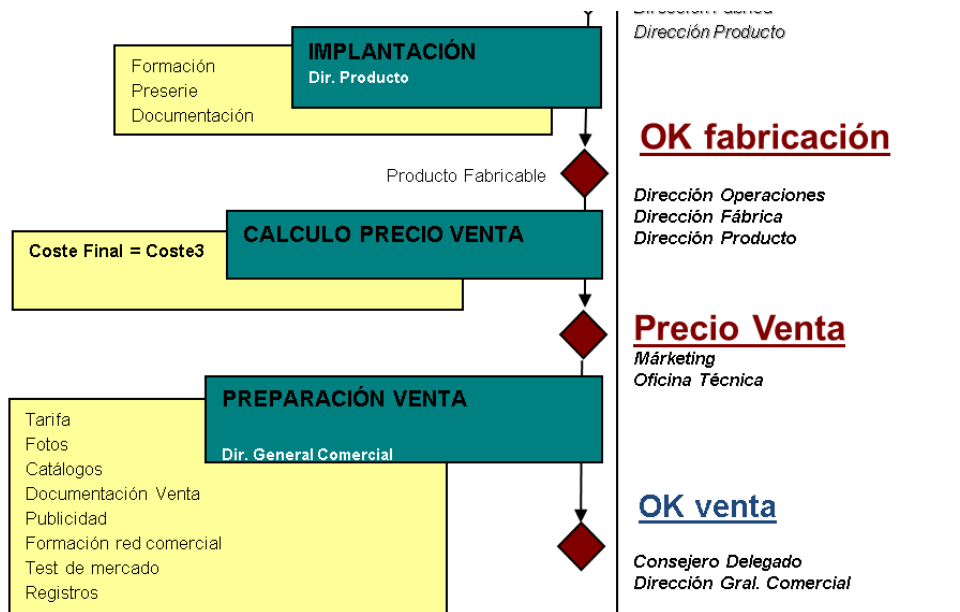 Dirección Producto
IMPLANTACIÓN
Dir. Producto
Formación
Preserie
Documentación
OK fabricación
Producto Fabricable
Dirección Operaciones
Dirección Fábrica
Dirección Producto
CALCULO PRECIO VENTA
Coste Final = Coste3
Precio Venta
Márketing
Oficina Técnica
PREPARACIÓN VENTA
Dir. General Comercial
Tarifa
Fotos
Catálogos
Documentación Venta
Publicidad
Formación red comercial
Test de mercado
Registros
OK venta
Consejero Delegado
Dirección Gral. Comercial